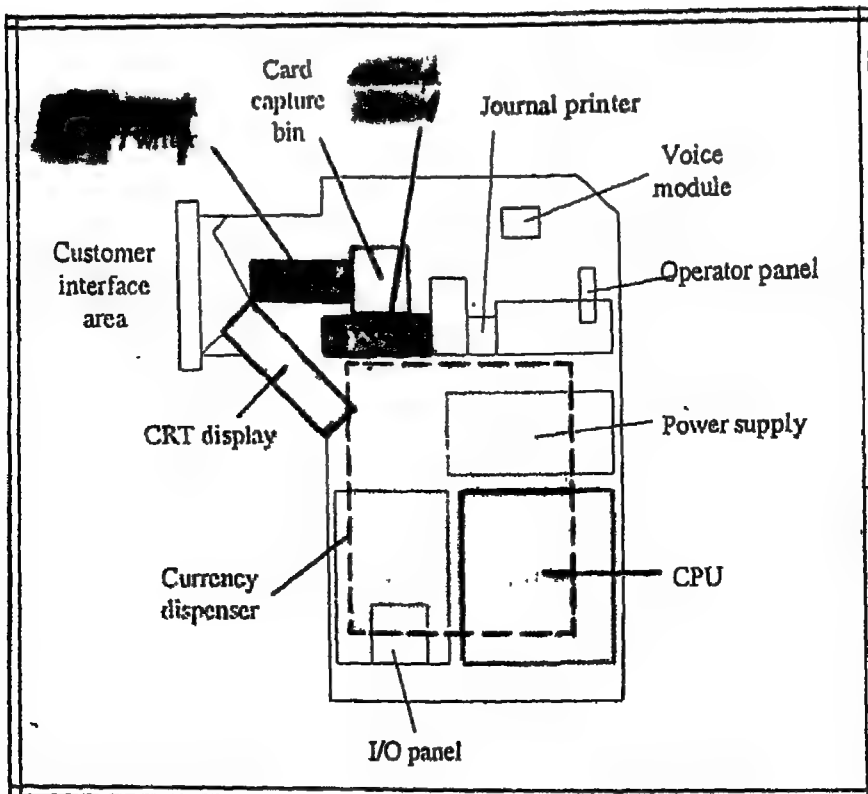 Card
capture
bin
Journal printer
Voice
module
Customer
interface
area
Operator panel
CRT display
Power supply
Currency
dispenser
CPU
I/O panel